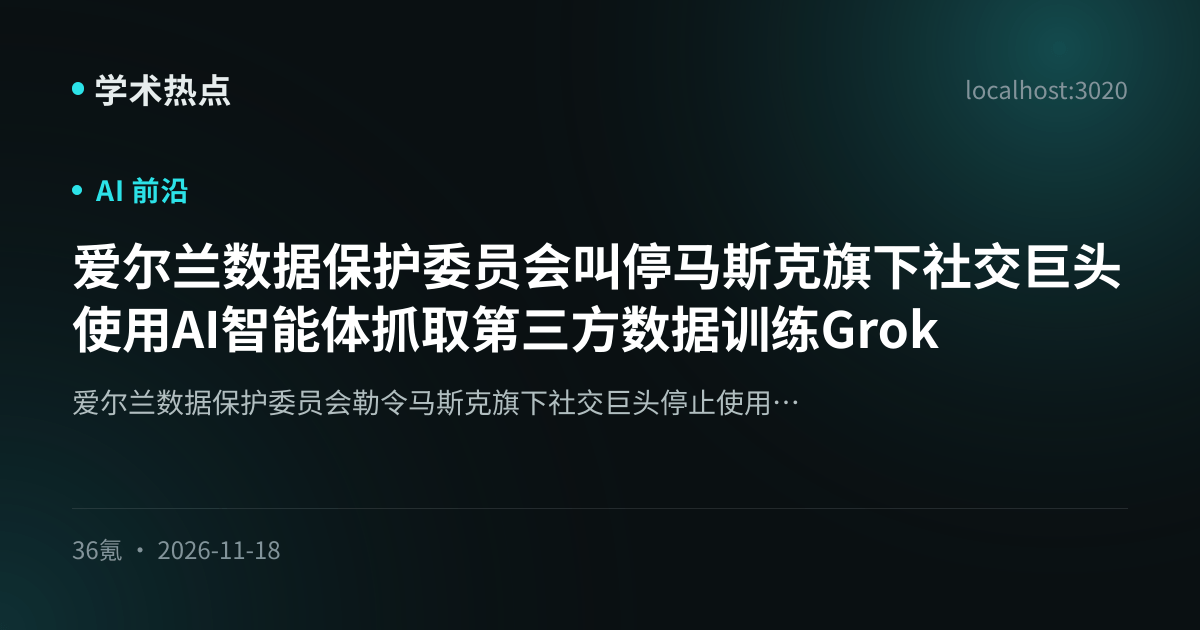 学术热点
localhost:3020
AI 前沿
爱尔兰数据保护委员会叫停马斯克旗下社交巨头
使用AI智能体抓取第三方数据训练Grok
爱尔兰数据保护委员会勒令马斯克旗下社交巨头停止使用…
36氪 · 2026-11-18